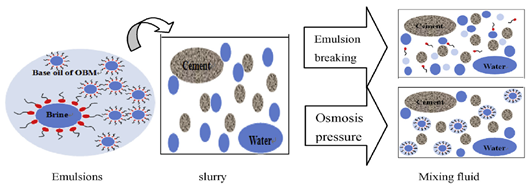 Base oil of OBM
Brine
Emulsions
Cement
Water
slurry
Emulsion
breaking
Osmosis
pressure
Cement
Water
Cement
Water
Mixing fluid